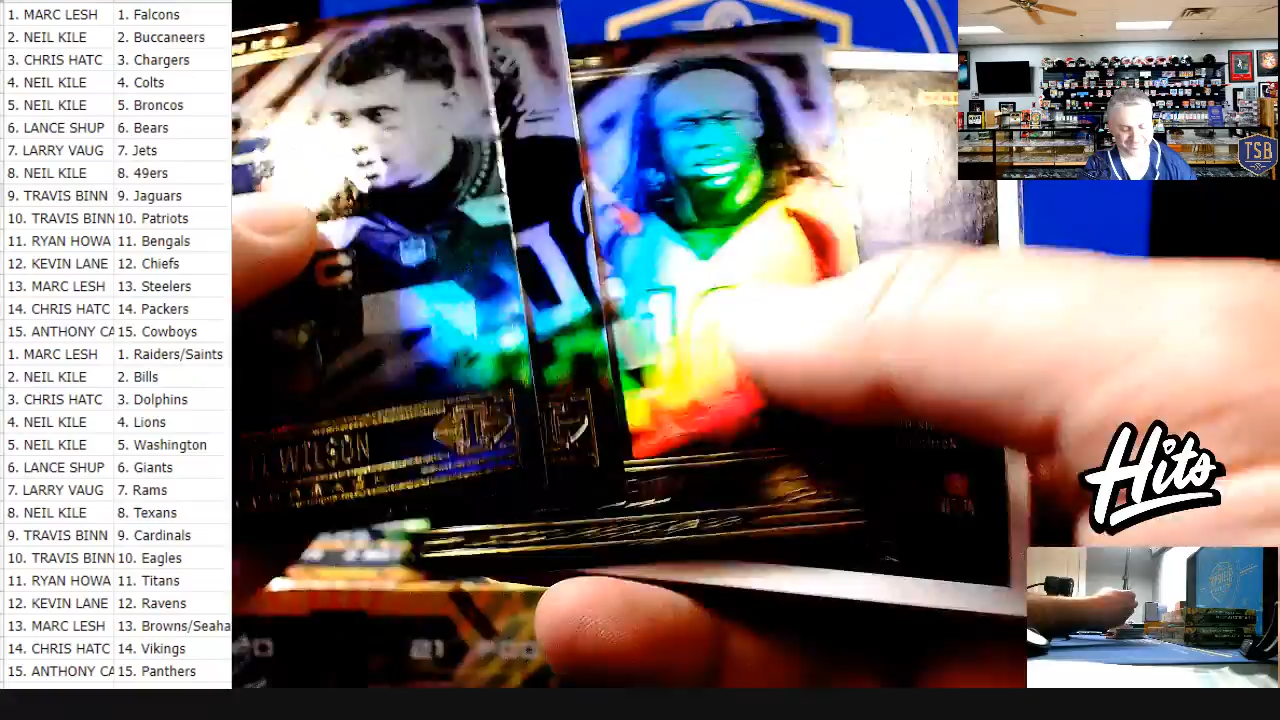 1. MARC LESH 1. Falcons
2. NEIL KILE 2. Buccaneers
3. CHRIS HATC 3. Chargers
4. NEIL KILE 4. Colts
5. NEIL KILE 5. Broncos
6. LANCE SHUP 6. Bears
7. LARRY VAUG 7. Jets
8. NEIL KILE 8. 49ers
9. TRAVIS BINN 9. Jaguars
10. TRAVIS BINN 10. Patriots
11. RYAN HOWA 11. Bengals
12. KEVIN LANE 12. Chiefs
13. MARC LESH 13. Steelers
14. CHRIS HATC 14. Packers
15. ANTHONY CA 15. Cowboys
1. MARC LESH 1. Raiders/Saints
2. NEIL KILE 2. Bills
3. CHRIS HATC 3. Dolphins
4. NEIL KILE 4. Lions
5. NEIL KILE 5. Washington
6. LANCE SHUP 6. Giants
7. LARRY VAUG 7. Rams
8. NEIL KILE 8. Texans
9. TRAVIS BINN 9. Cardinals
10. TRAVIS BINN 10. Eagles
11. RYAN HOWA 11. Titans
12. KEVIN LANE 12. Ravens
13. MARC LESH 13. Browns/Seaha
14. CHRIS HATC 14. Vikings
15. ANTHONY CA 15. Panthers
WILSON
TSB
Hits